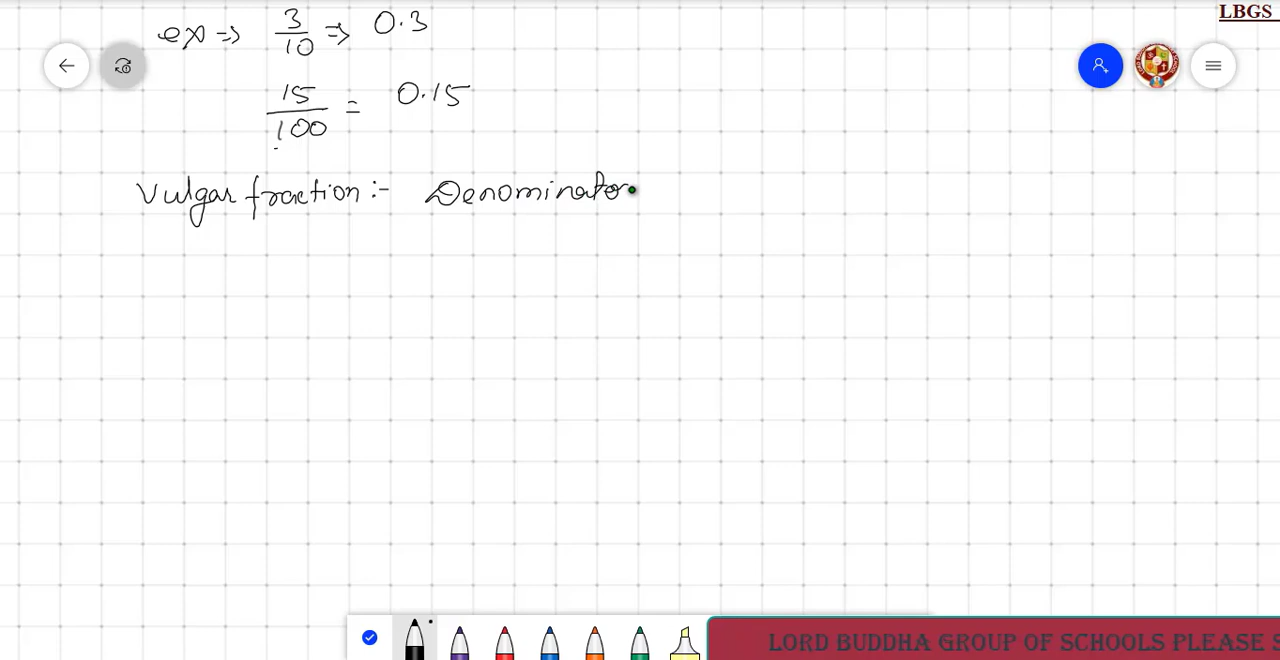 LBGS
ex ⇒ 3/10 ⇒ 0.3
15/100 = 0.15
Vulgar fraction :- Denominator
LORD BUDDHA GROUP OF SCHOOLS PLEASE S